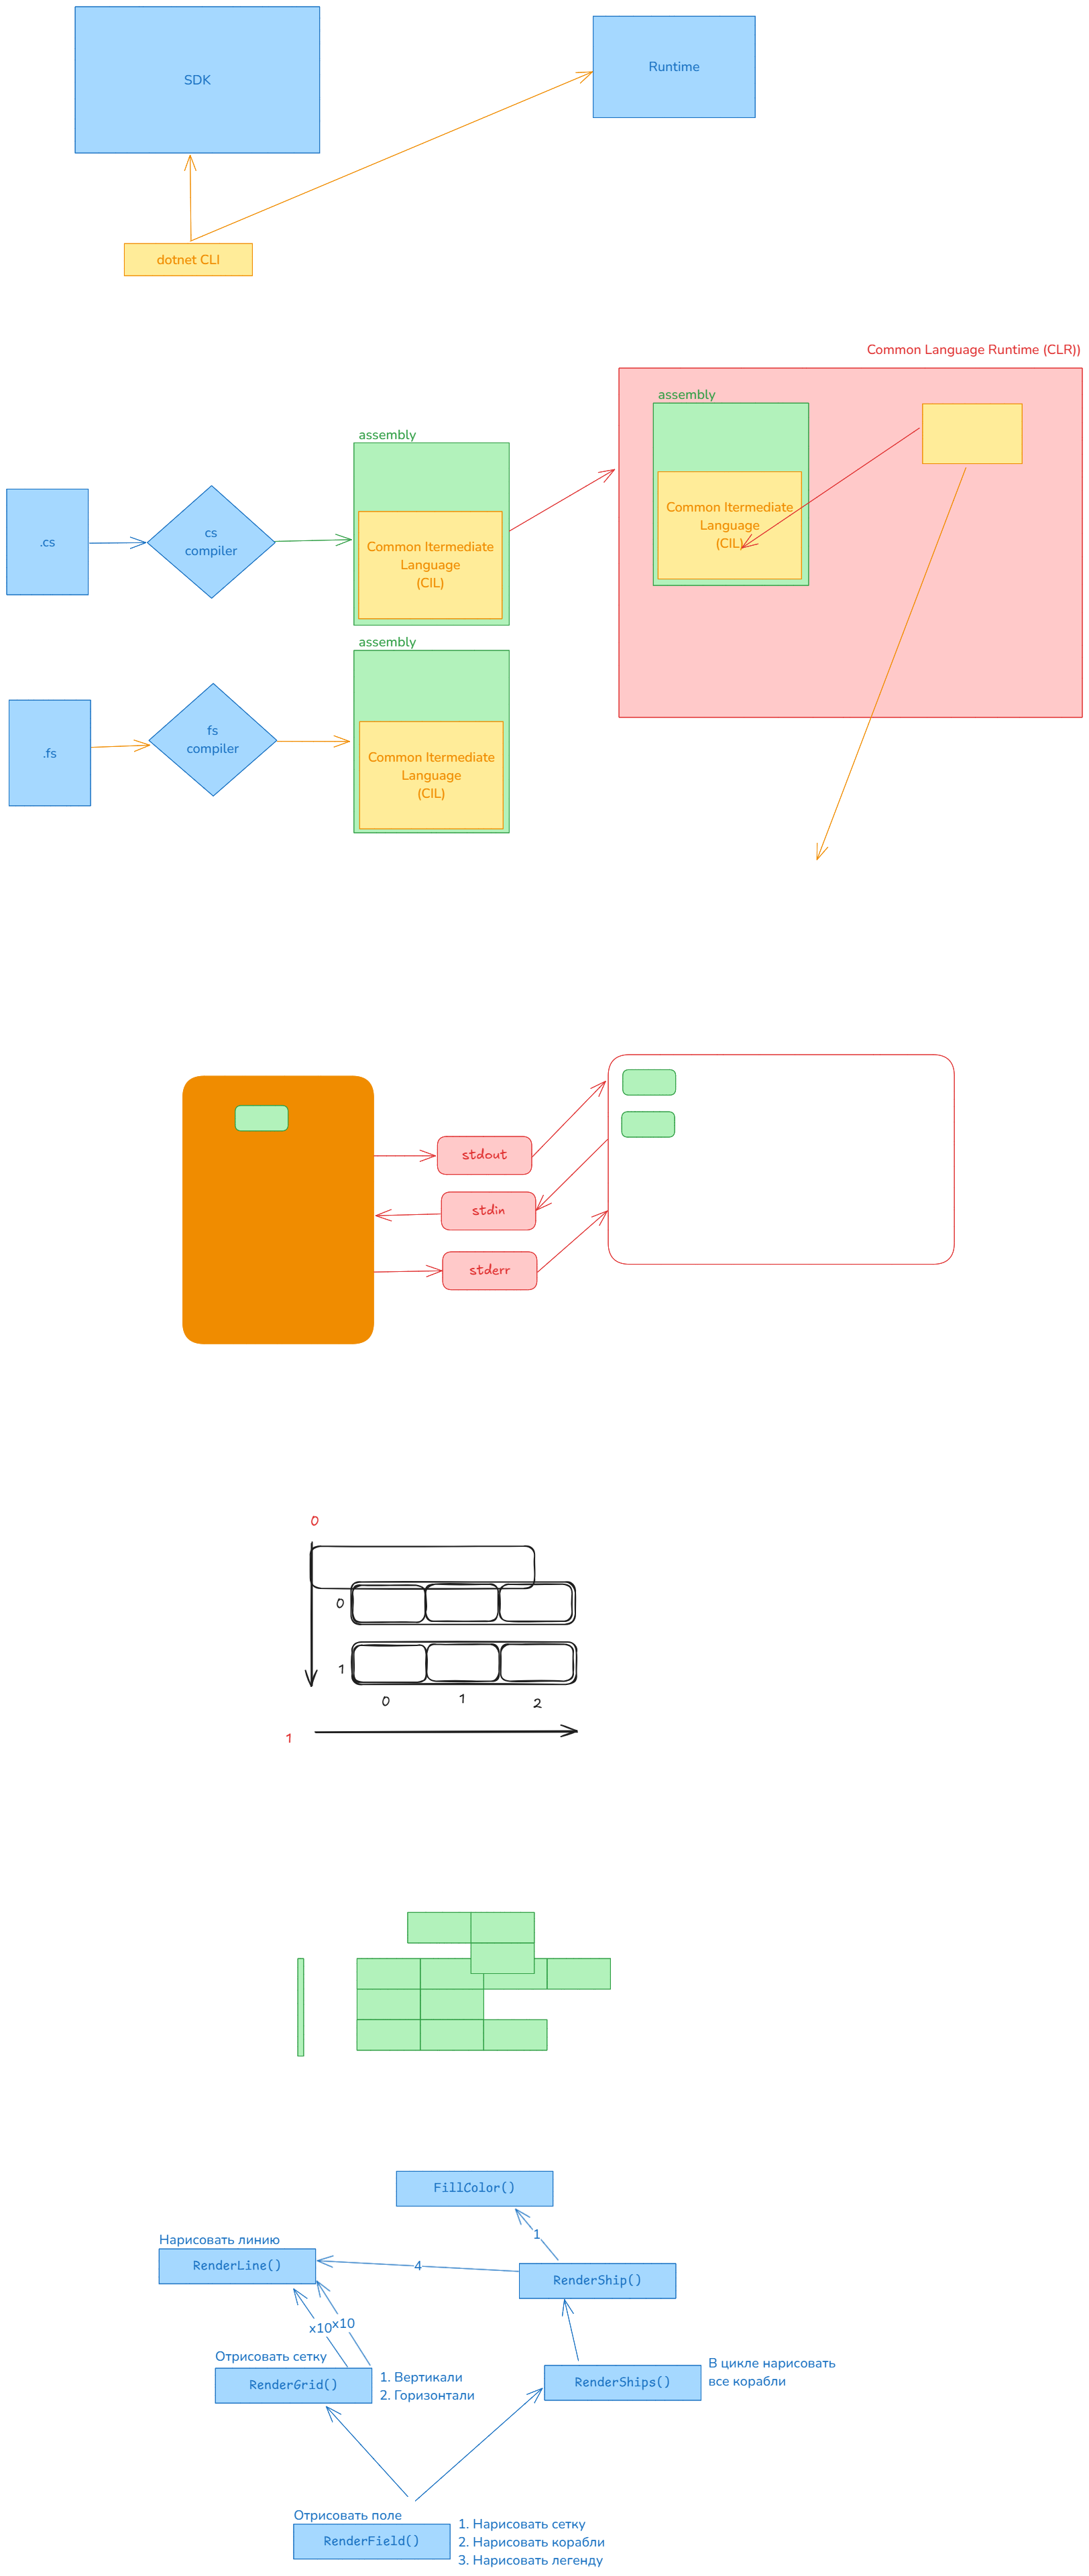 SDK
Runtime
dotnet CLI
Common Language Runtime (CLR))
assembly
Common Itermediate
Language
(CIL)
assembly
.cs
cs
compiler
Common Itermediate
Language
(CIL)
assembly
.fs
fs
compiler
Common Itermediate
Language
(CIL)
stdout
stdin
stderr
0
0
1
0
1
2
1
FillColor()
1
Нарисовать линию
RenderLine()
4
RenderShip()
x10
x10
Отрисовать сетку
RenderGrid()
1. Вертикали
2. Горизонтали
RenderShips()
В цикле нарисовать
все корабли
Отрисовать поле
RenderField()
1. Нарисовать сетку
2. Нарисовать корабли
3. Нарисовать легенду